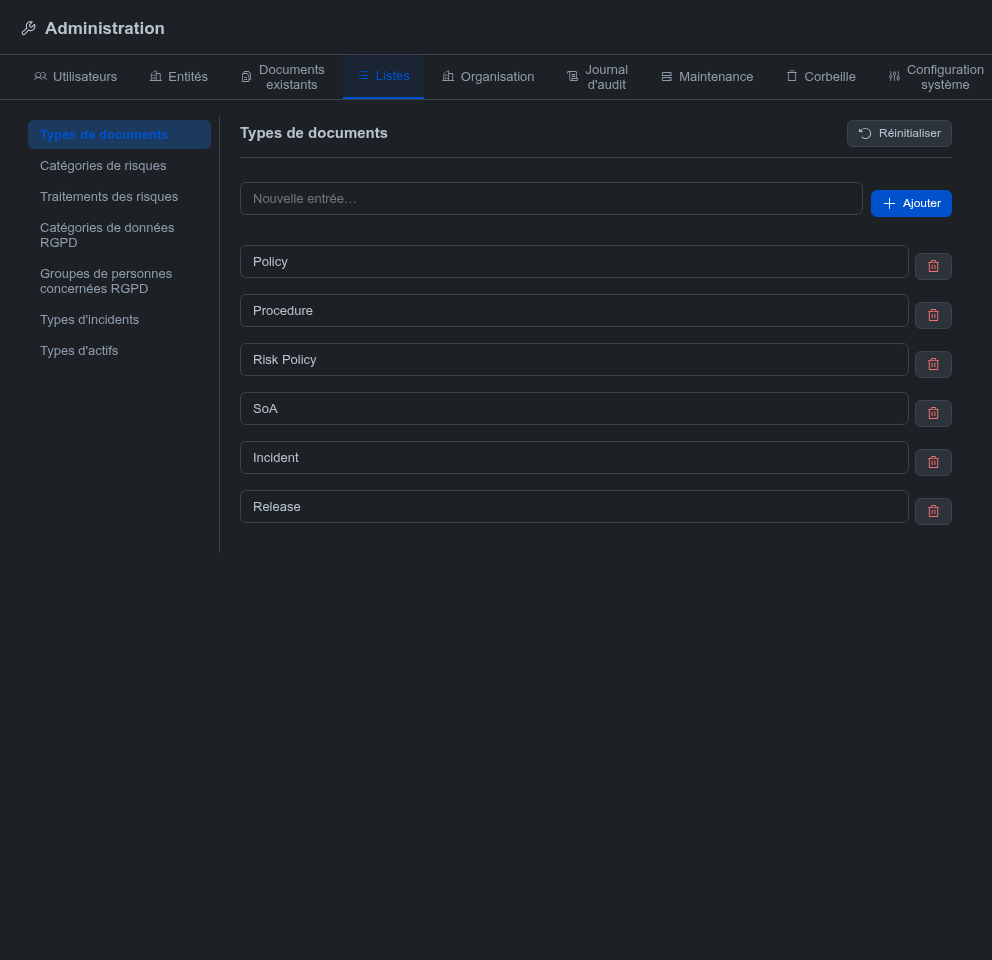 Administration
Utilisateurs
Entités
Documents
existants
Listes
Organisation
Journal
d'audit
Maintenance
Corbeille
Configuration
système
Types de documents
Catégories de risques
Traitements des risques
Catégories de données
RGPD
Groupes de personnes
concernées RGPD
Types d'incidents
Types d'actifs
Types de documents
Réinitialiser
Nouvelle entrée…
Ajouter
Policy
Procedure
Risk Policy
SoA
Incident
Release